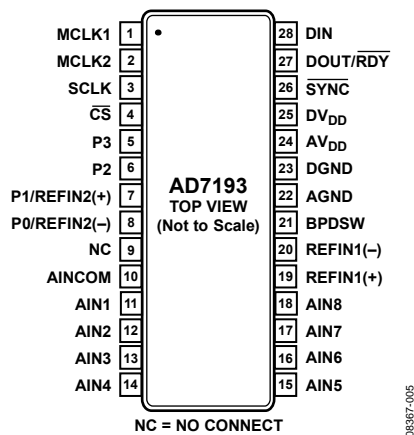 MCLK1 1
MCLK2 2
SCLK 3
C̅S̅ 4
P3 5
P2 6
P1/REFIN2(+) 7
P0/REFIN2(–) 8
NC 9
AINCOM 10
AIN1 11
AIN2 12
AIN3 13
AIN4 14
AD7193
TOP VIEW
(Not to Scale)
28 DIN
27 DOUT/R̅D̅Y̅
26 S̅Y̅N̅C̅
25 DVDD
24 AVDD
23 DGND
22 AGND
21 BPDSW
20 REFIN1(–)
19 REFIN1(+)
18 AIN8
17 AIN7
16 AIN6
15 AIN5
NC = NO CONNECT
08367-005